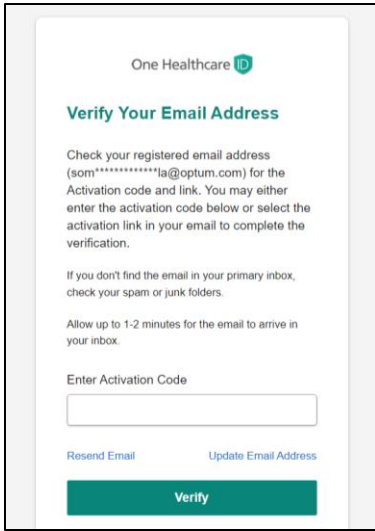 One Healthcare ID
Verify Your Email Address
Check your registered email address
(som*************la@optum.com) for the
Activation code and link. You may either
enter the activation code below or select the
activation link in your email to complete the
verification.
If you don't find the email in your primary inbox,
check your spam or junk folders.
Allow up to 1-2 minutes for the email to arrive in
your inbox.
Enter Activation Code
Resend Email Update Email Address
Verify